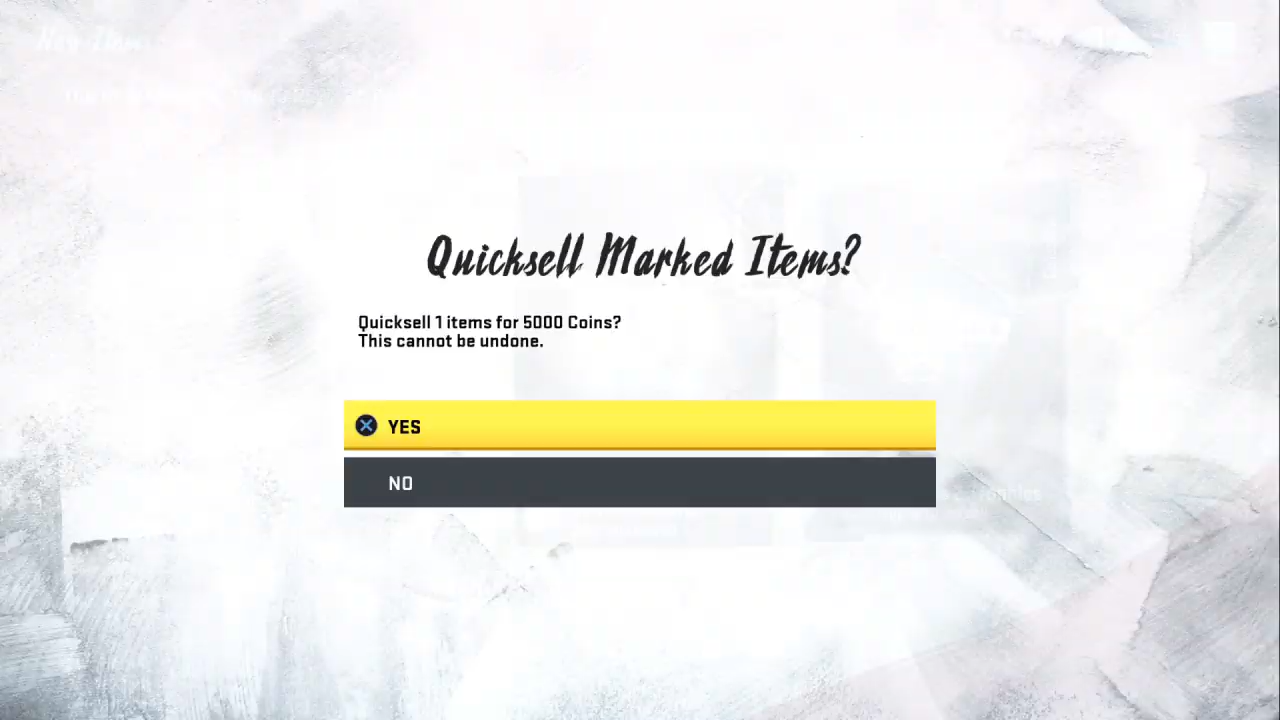 Quicksell Marked Items?
Quicksell 1 items for 5000 Coins?
This cannot be undone.
YES
NO